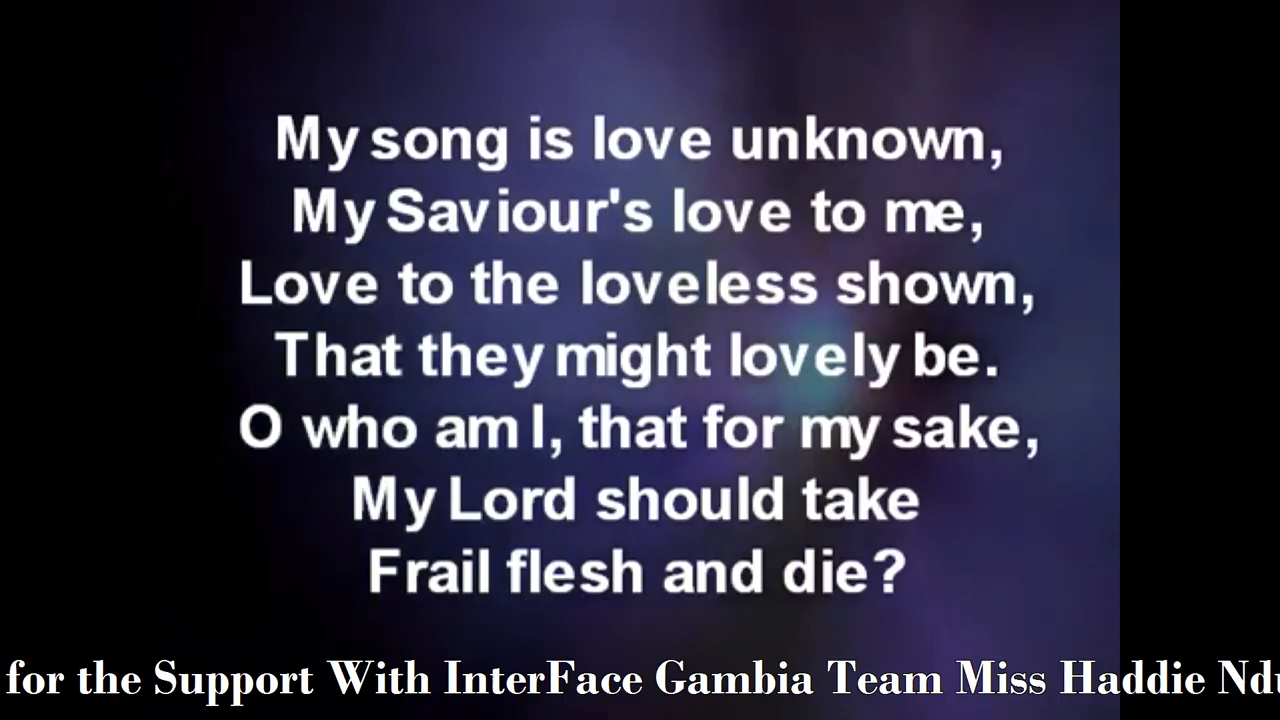 My song is love unknown,
My Saviour's love to me,
Love to the loveless shown,
That they might lovely be.
O who am I, that for my sake,
My Lord should take
Frail flesh and die?
for the Support With InterFace Gambia Team Miss Haddie